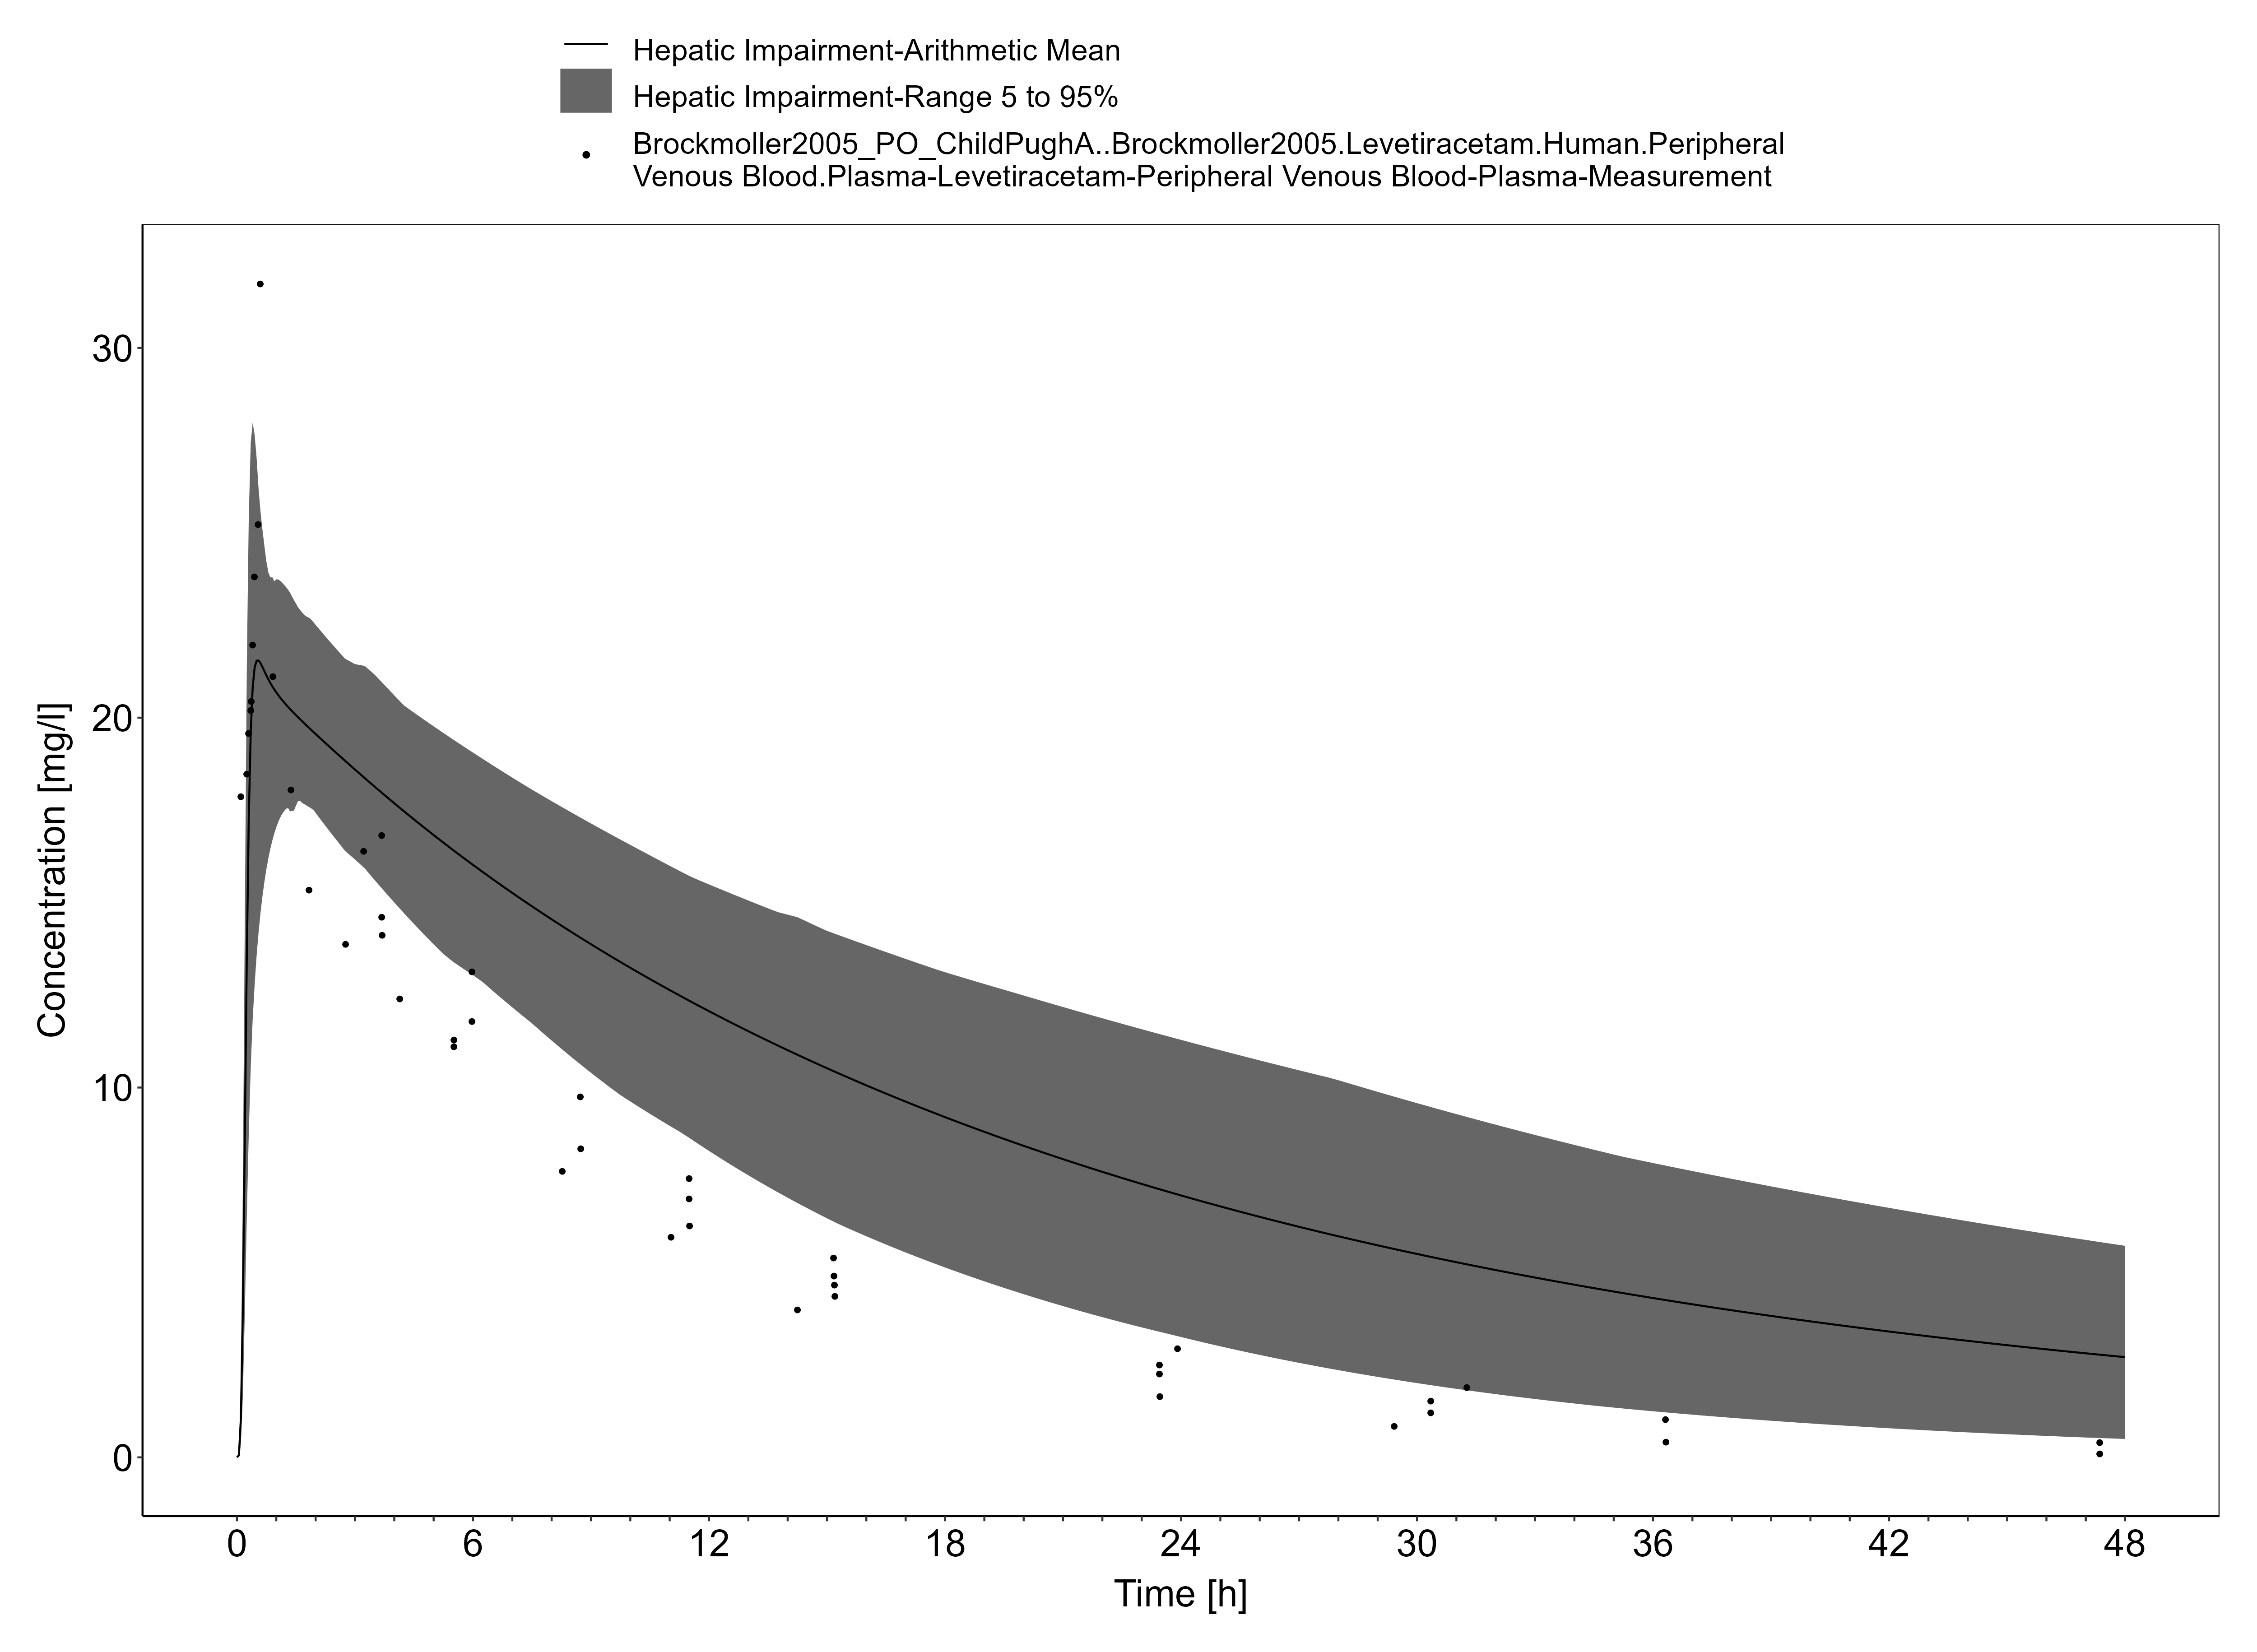 Hepatic Impairment-Arithmetic Mean
Hepatic Impairment-Range 5 to 95%
Brockmoller2005_PO_ChildPughA..Brockmoller2005.Levetiracetam.Human.Peripheral
Venous Blood.Plasma-Levetiracetam-Peripheral Venous Blood-Plasma-Measurement
30
20
10
0
Concentration [mg/l]
0 6 12 18 24 30 36 42 48
Time [h]